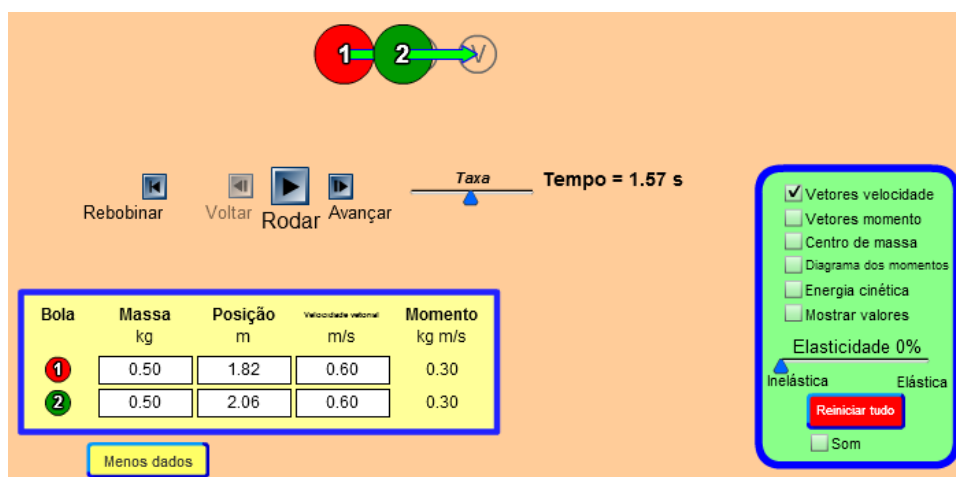 1 2 V
Taxa Tempo = 1.57 s
Rebobinar Voltar Rodar Avançar
Vetores velocidade
Vetores momento
Centro de massa
Diagrama dos momentos
Energia cinética
Mostrar valores
Elasticidade 0%
Inelástica Elástica
Reiniciar tudo
Som
Bola Massa Posição Velocidade vetorial Momento
kg m m/s kg m/s
1 0.50 1.82 0.60 0.30
2 0.50 2.06 0.60 0.30
Menos dados